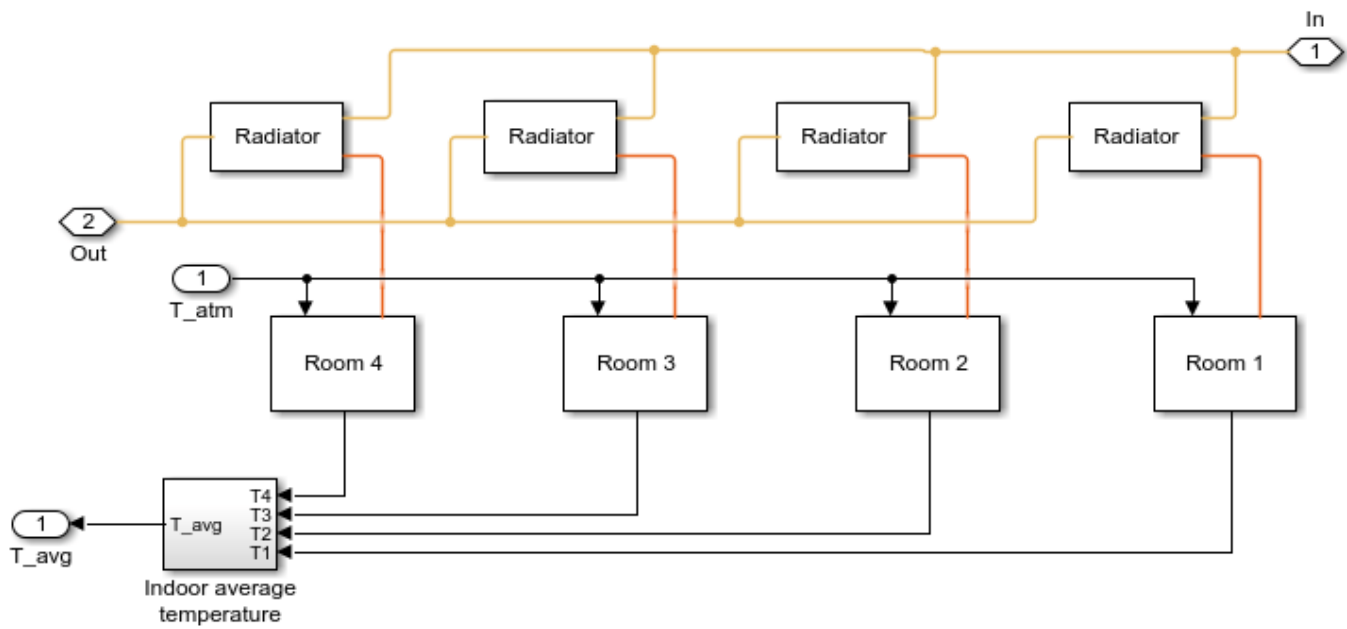 In
1
Radiator
Radiator
Radiator
Radiator
2
Out
1
T_atm
Room 4
Room 3
Room 2
Room 1
T4
T3
T_avg
T2
T1
1
T_avg
Indoor average
temperature